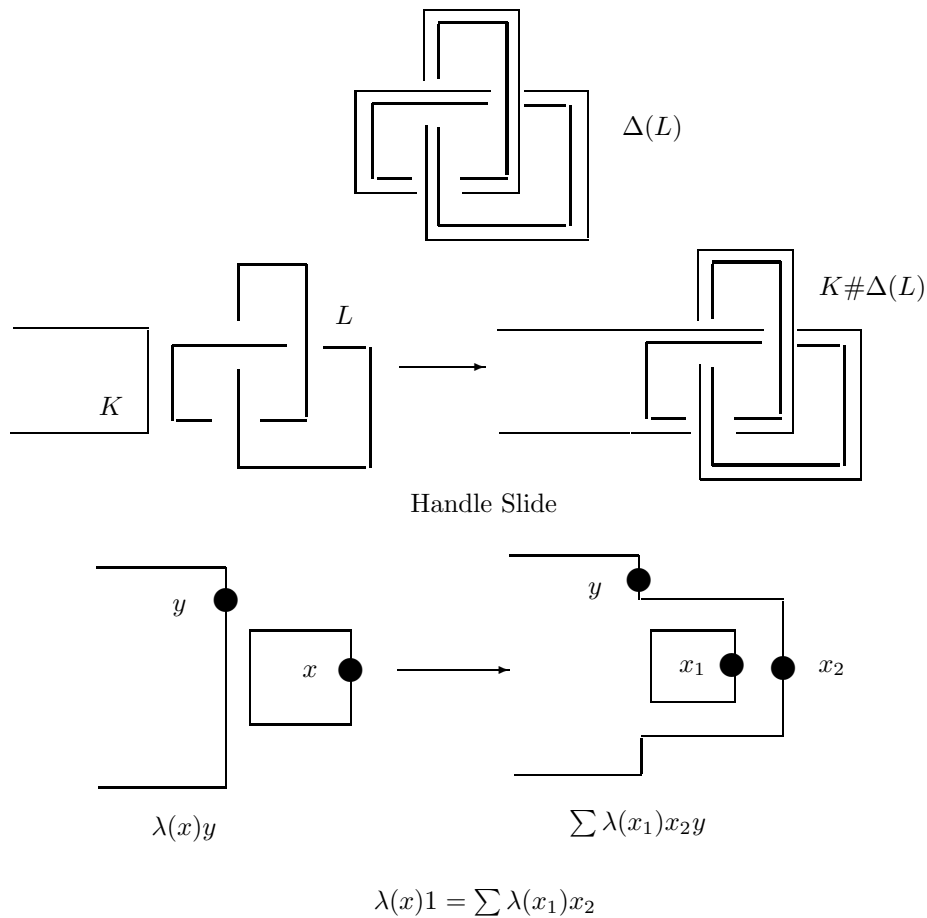 Δ(L)
L
K#Δ(L)
K
Handle Slide
y
x
y
x₁
x₂
λ(x)y
∑ λ(x₁)x₂y
λ(x)1 = ∑ λ(x₁)x₂